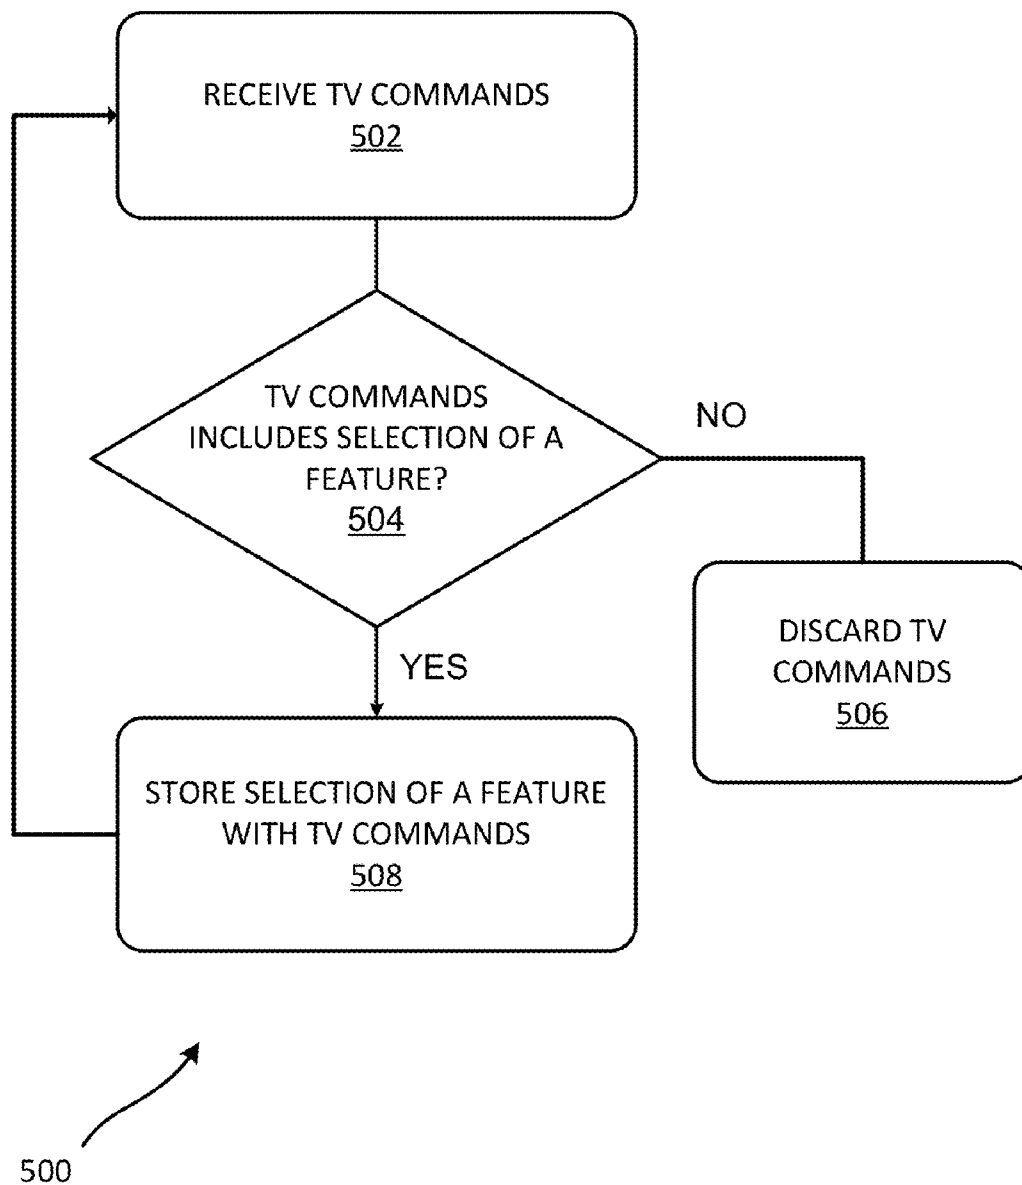 RECEIVE TV COMMANDS
502
TV COMMANDS
INCLUDES SELECTION OF A
FEATURE?
504
NO
DISCARD TV
COMMANDS
506
YES
STORE SELECTION OF A FEATURE
WITH TV COMMANDS
508
500